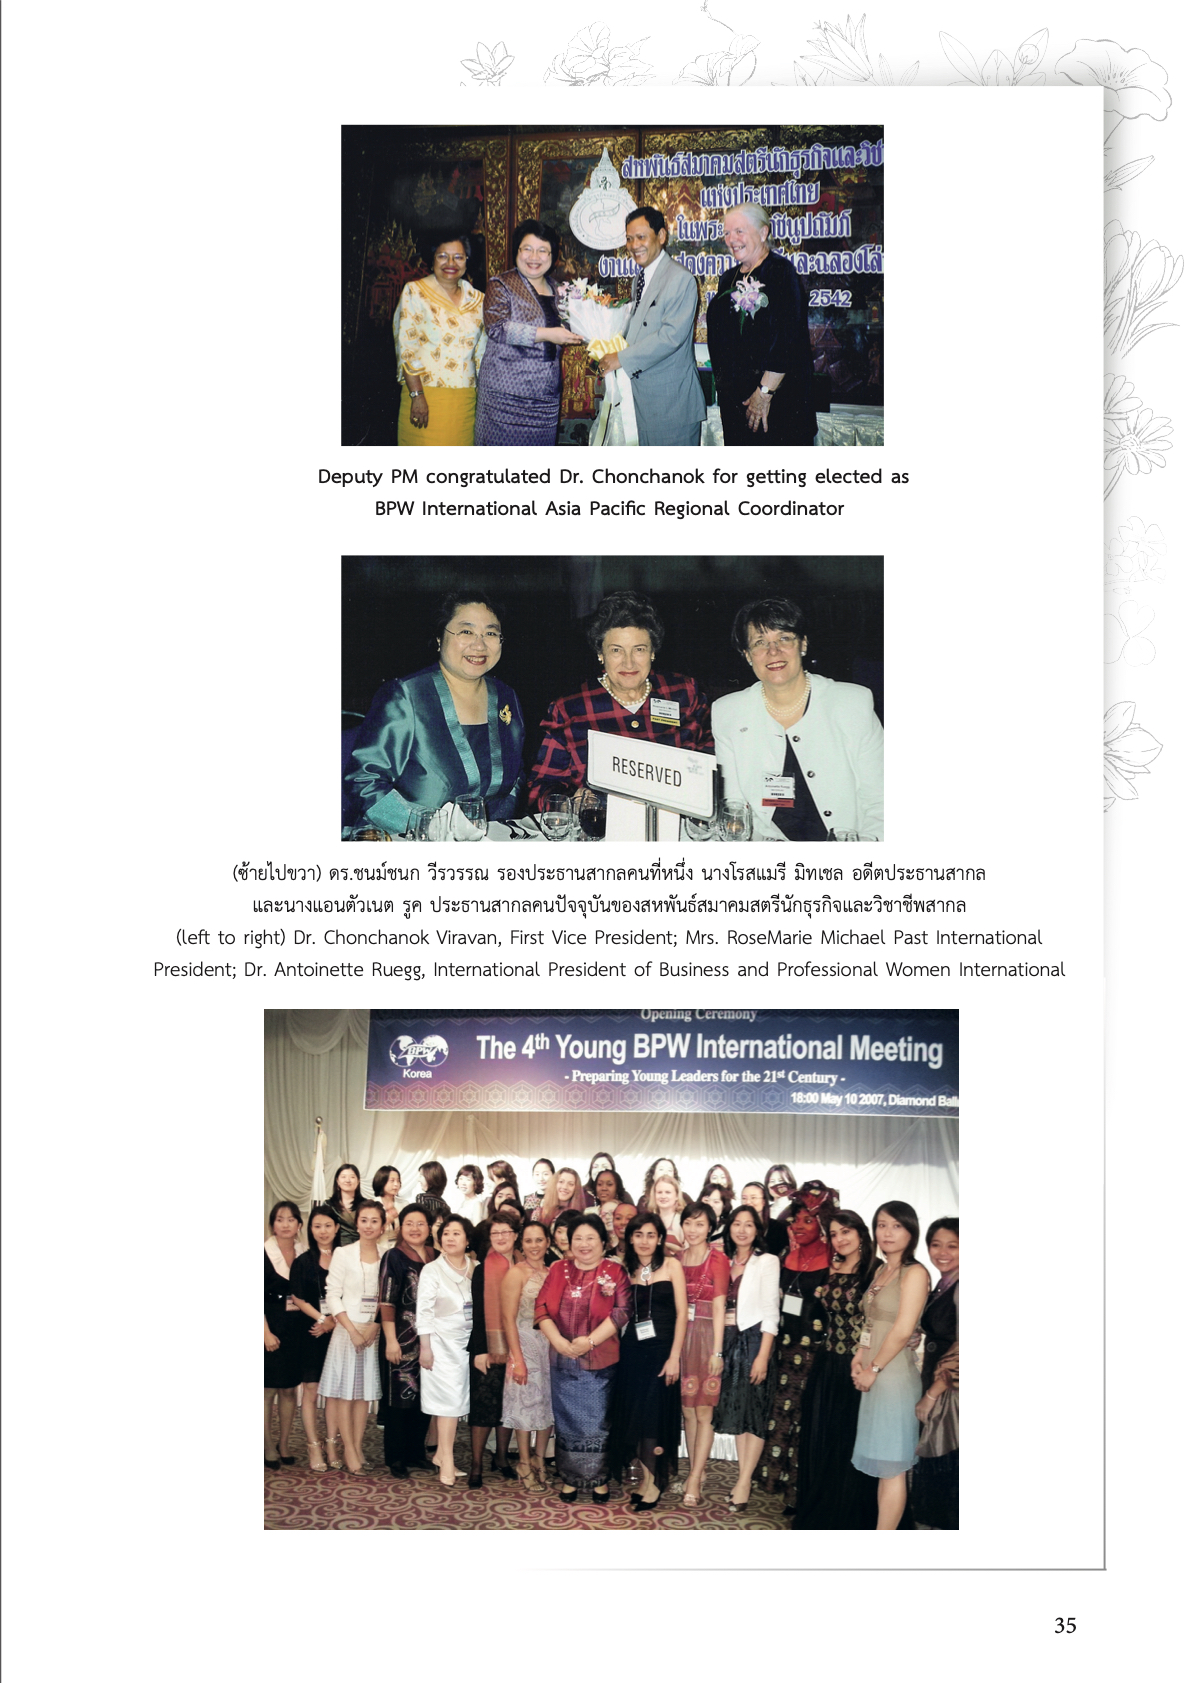 สหพันธ์สมาคมสตรีนักธุรกิจและวิช
แห่งประเทศไทย
ในพระ ชินูปถัมภ์
และฉลองโล่
2542
Deputy PM congratulated Dr. Chonchanok for getting elected as
BPW International Asia Pacific Regional Coordinator
RESERVED
(ซ้ายไปขวา) ดร.ชนม์ชนก วีรวรรณ รองประธานสากลคนที่หนึ่ง นางโรสแมรี มิทเชล อดีตประธานสากล
และนางแอนตัวเนต รูค ประธานสากลคนปัจจุบันของสหพันธ์สมาคมสตรีนักธุรกิจและวิชาชีพสากล
(left to right) Dr. Chonchanok Viravan, First Vice President; Mrs. RoseMarie Michael Past International
President; Dr. Antoinette Ruegg, International President of Business and Professional Women International
Opening Ceremony
BPW
Korea
The 4th Young BPW International Meeting
- Preparing Young Leaders for the 21st Century -
18:00 May 10 2007, Diamond Ball
35